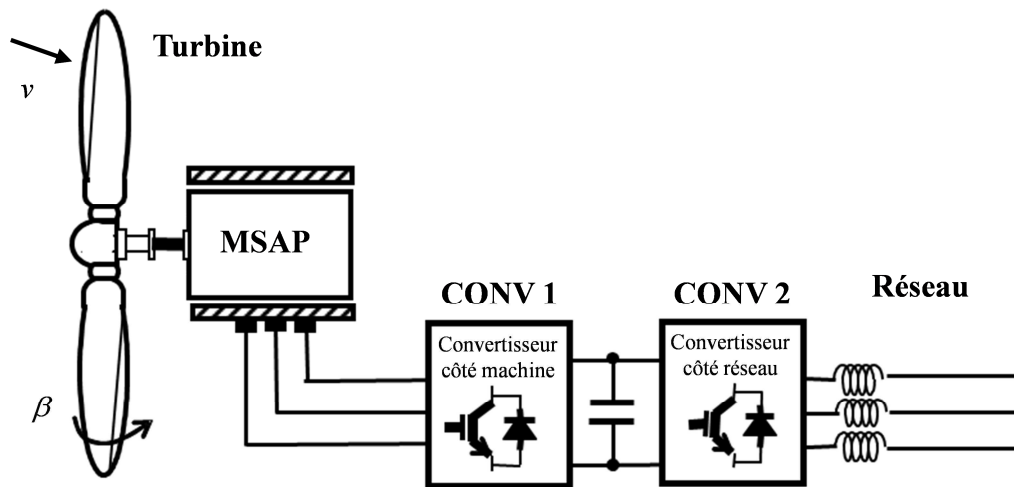 Turbine
v
MSAP
β
CONV 1
Convertisseur
côté machine
CONV 2
Convertisseur
côté réseau
Réseau